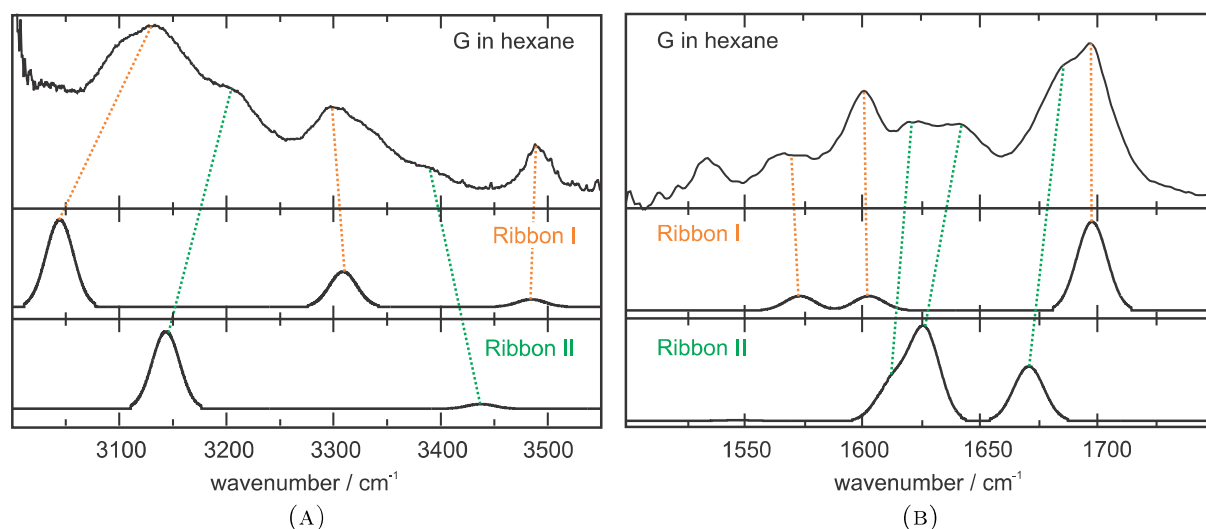 G in hexane
Ribbon I
Ribbon II
3100 3200 3300 3400 3500
wavenumber / cm⁻¹
(A)
G in hexane
Ribbon I
Ribbon II
1550 1600 1650 1700
wavenumber / cm⁻¹
(B)